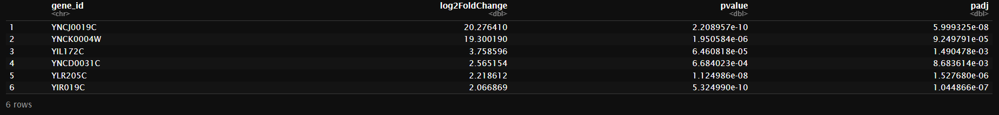 gene_id log2FoldChange pvalue padj
<chr> <dbl> <dbl> <dbl>
1 YNCJ0019C 20.276410 2.208957e-10 5.999325e-08
2 YNCK0004W 19.300190 1.950584e-06 9.249791e-05
3 YIL172C 3.758596 6.460818e-05 1.490478e-03
4 YNCD0031C 2.565154 6.684023e-04 8.683614e-03
5 YLR205C 2.218612 1.124986e-08 1.527680e-06
6 YIR019C 2.066869 5.324990e-10 1.044866e-07
6 rows